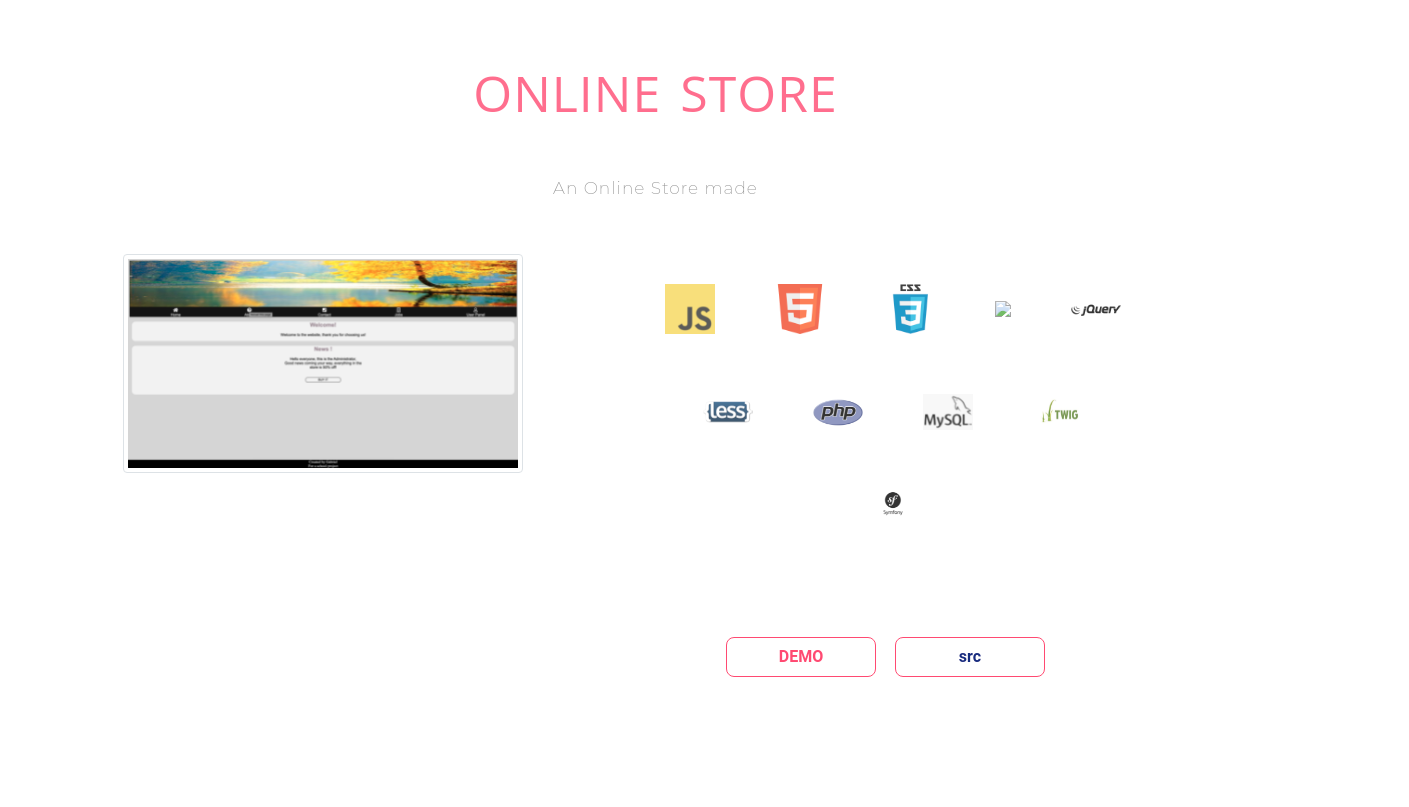 ONLINE STORE
An Online Store made
Welcome!
Welcome to the website, thank you for choosing us!
News !
Hello everyone, this is the Administrator.
Good news coming your way, everything in the
store is 50% off!
Home
Contact
User Panel
JS
5
CSS
3
jQuery
{less}
php
MySQL
TWIG
sf
Symfony
DEMO
src